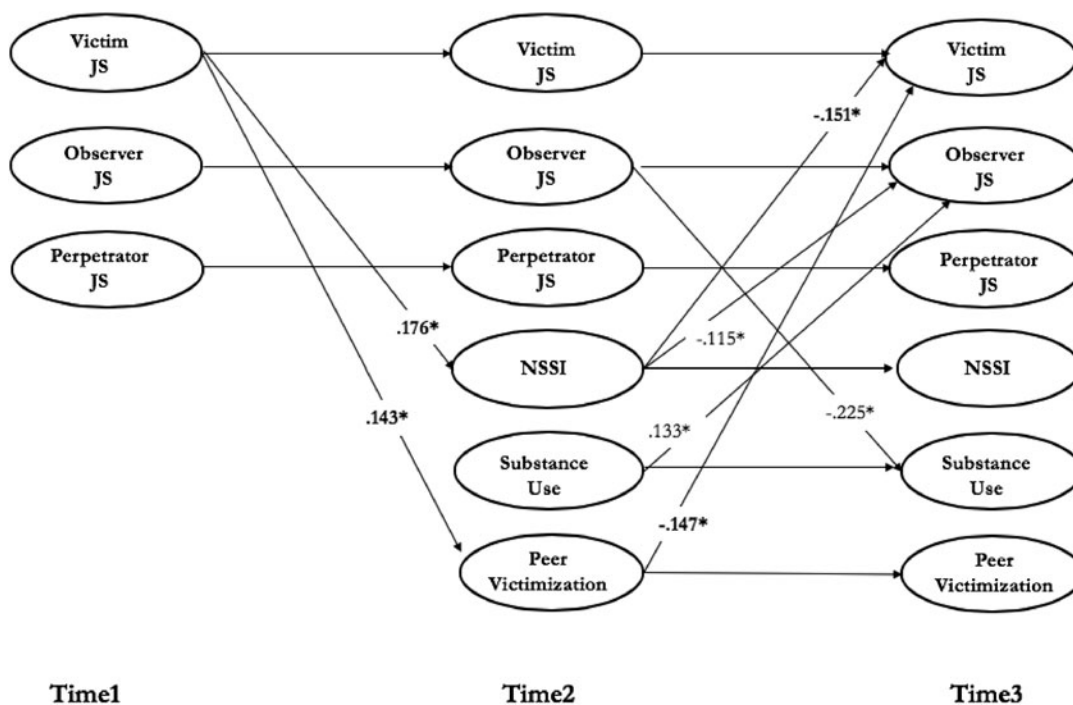 Victim
JS
Victim
JS
Victim
JS
-.151*
Observer
JS
Observer
JS
Observer
JS
Perpetrator
JS
Perpetrator
JS
Perpetrator
JS
.176*
-.115*
NSSI
NSSI
.143*
.133*
-.225*
Substance
Use
Substance
Use
-.147*
Peer
Victimization
Peer
Victimization
Time1
Time2
Time3